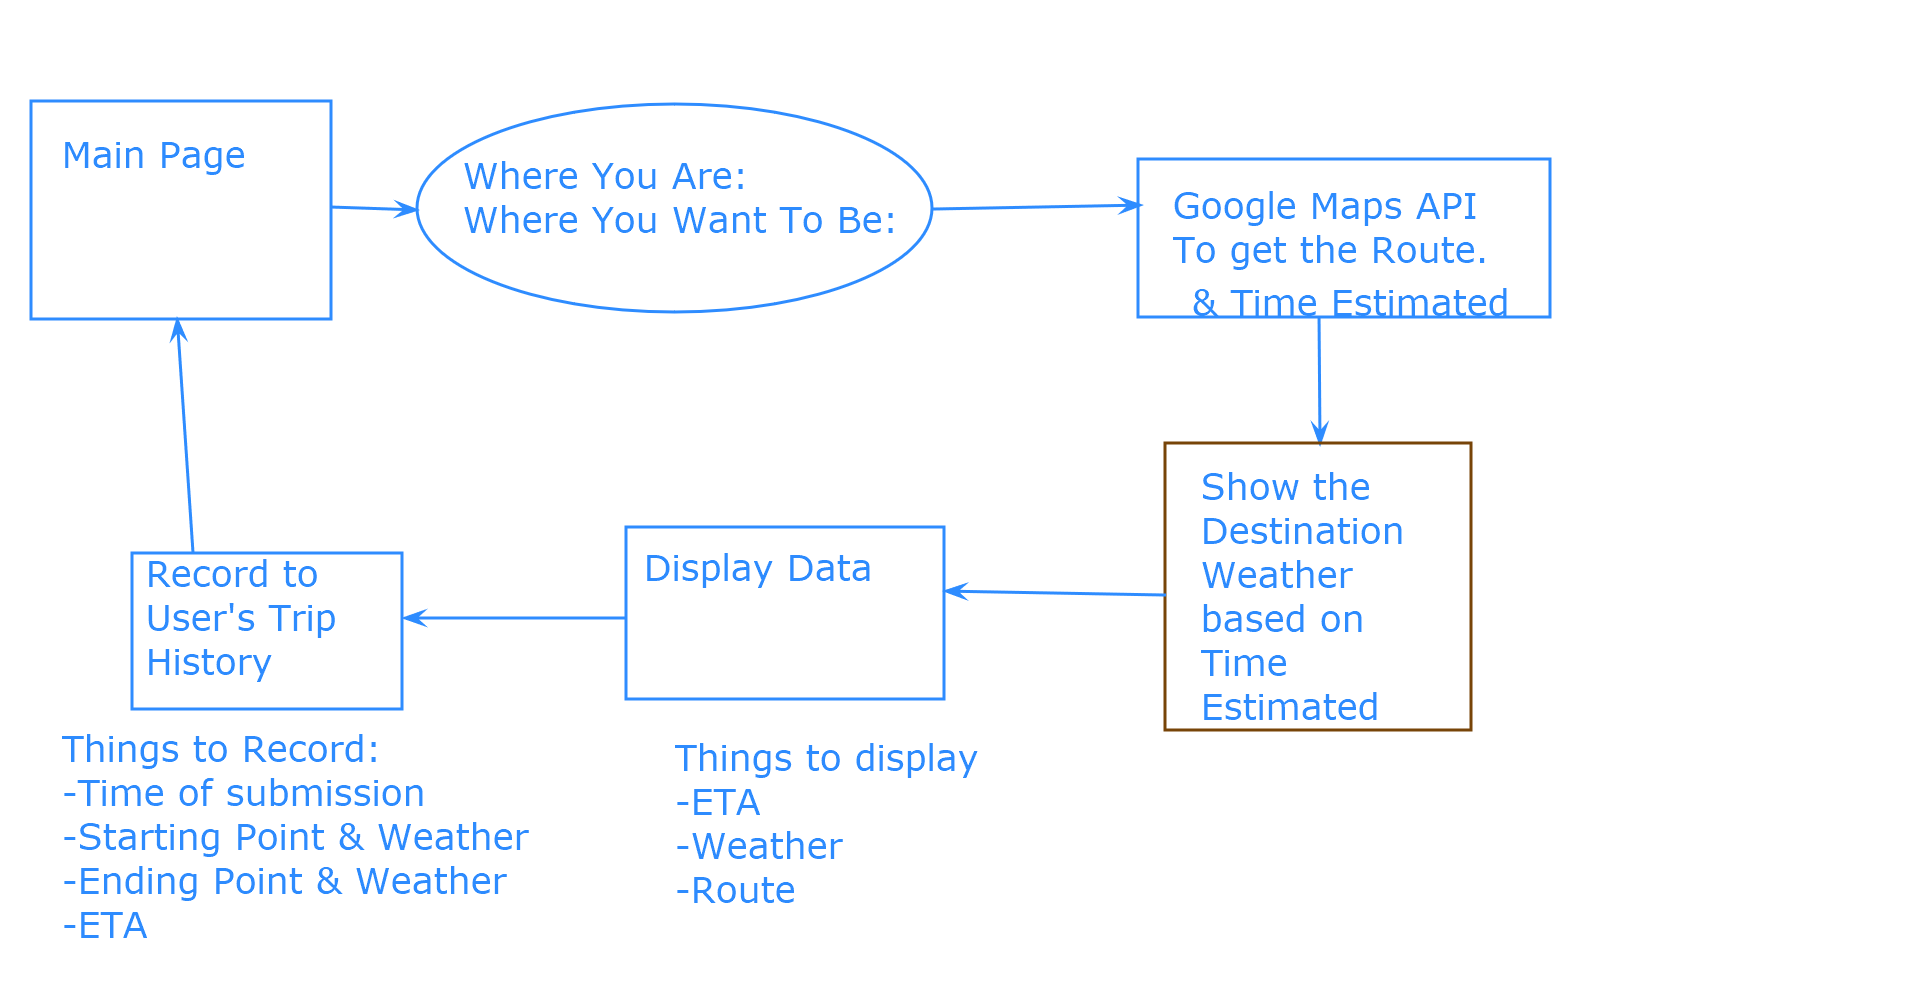 Main Page
Where You Are:
Where You Want To Be:
Google Maps API
To get the Route.
& Time Estimated
Show the
Destination
Weather
based on
Time
Estimated
Display Data
Things to display
-ETA
-Weather
-Route
Record to
User's Trip
History
Things to Record:
-Time of submission
-Starting Point & Weather
-Ending Point & Weather
-ETA